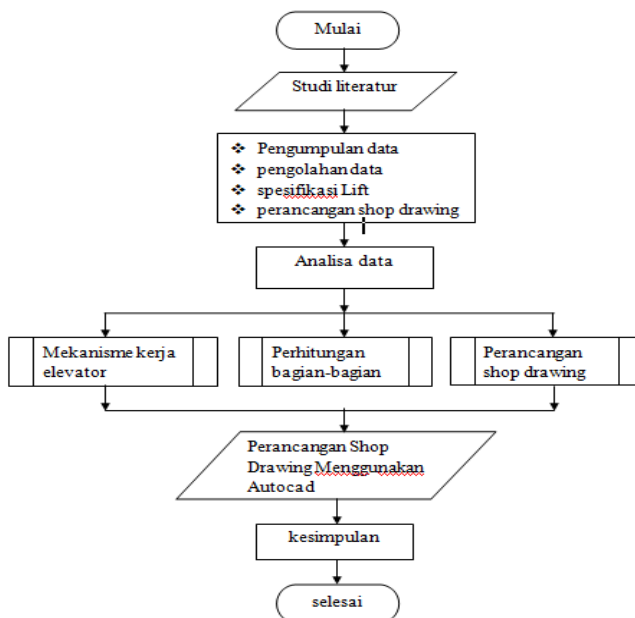 Mulai
Studi literatur
❖ Pengumpulan data
❖ pengolahan data
❖ spesifikasi Lift
❖ perancangan shop drawing
Analisa data
Mekanisme kerja
elevator
Perhitungan
bagian-bagian
Perancangan
shop drawing
Perancangan Shop
Drawing Menggunakan
Autocad
kesimpulan
selesai